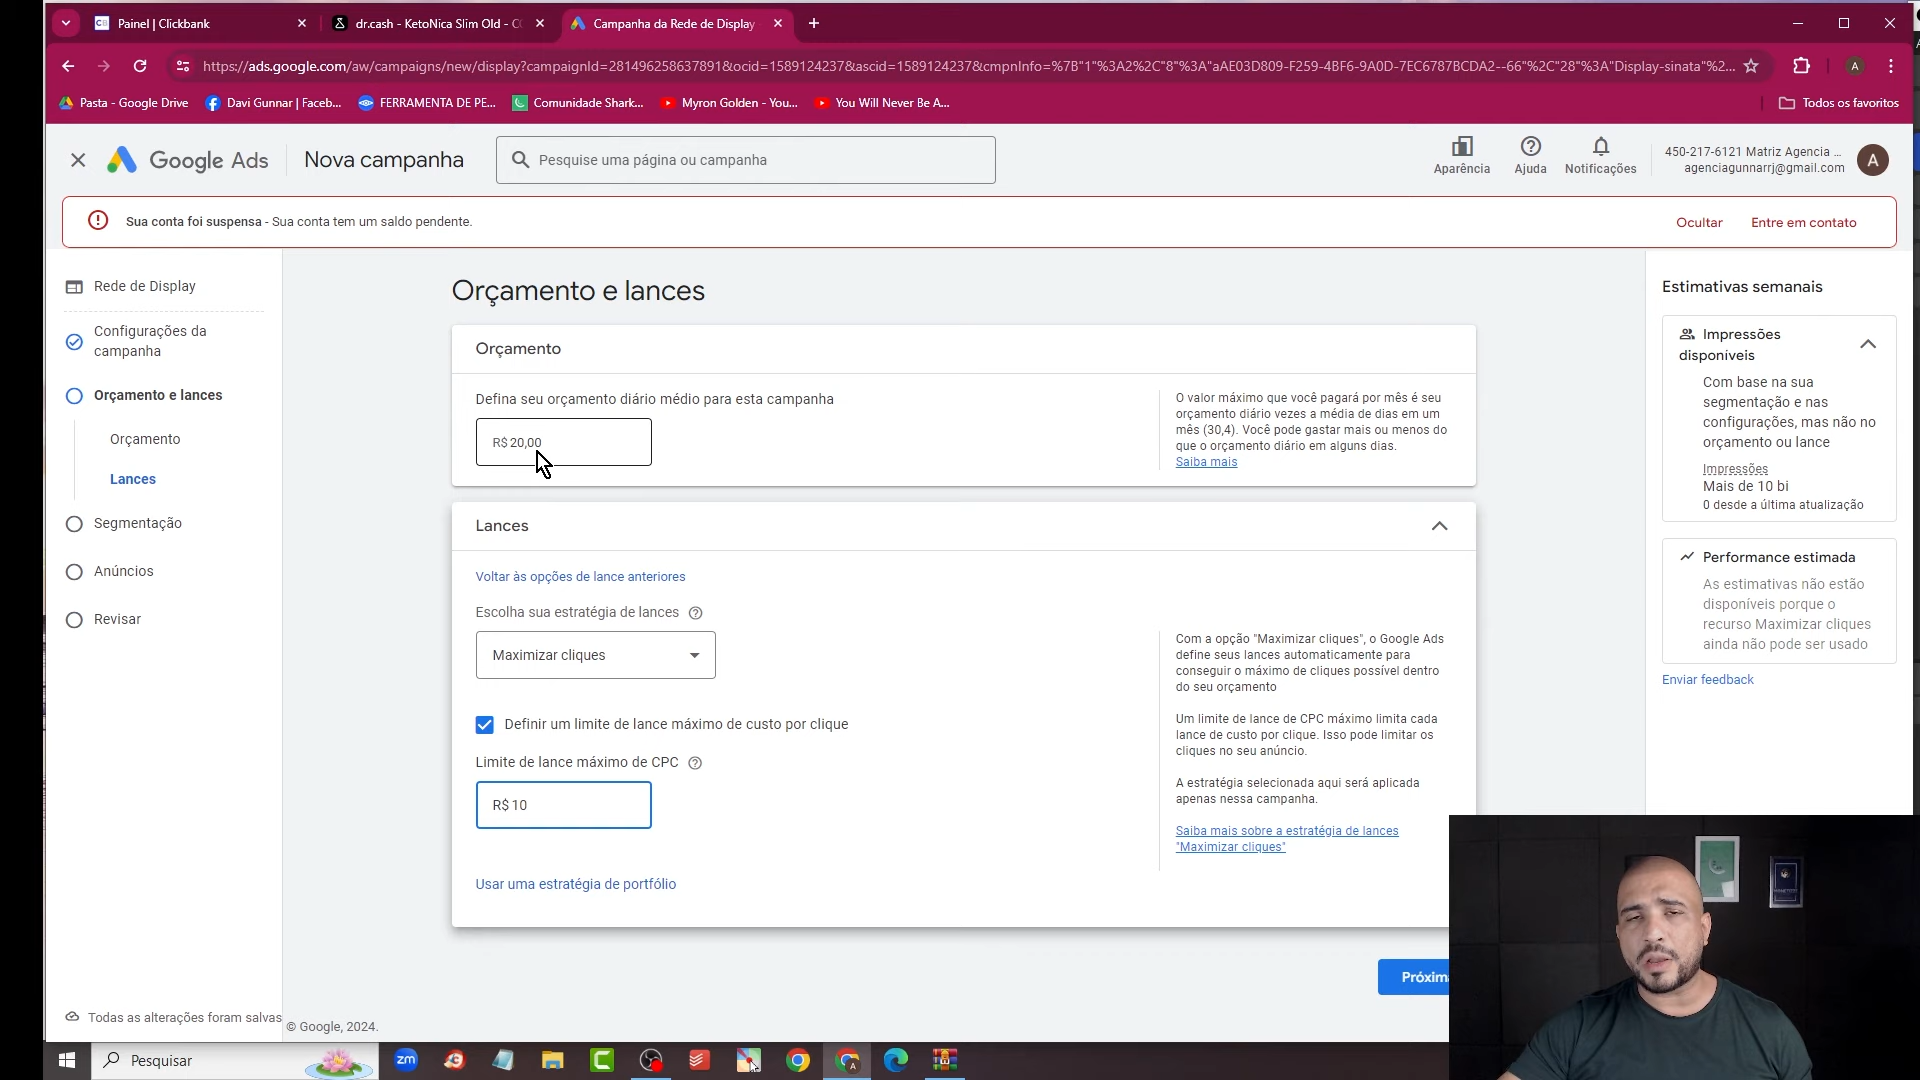 Painel | Clickbank
dr.cash - KetoNica Slim Old - C
Campanha da Rede de Display
https://ads.google.com/aw/campaigns/new/display?campaignId=281496258637891&ocid=1589124237&ascid=1589124237&cmpnInfo=%7B"1"%3A2%2C"8"%3A"aAE03D809-F259-4BF6-9A0D-7EC6787BCDA2--66"%2C"28"%3A"Display-sinata"%2...
A
Pasta - Google Drive
Davi Gunnar | Faceb...
FERRAMENTA DE PE...
Comunidade Shark...
Myron Golden - You...
You Will Never Be A...
Todos os favoritos
Google Ads
Nova campanha
Pesquise uma página ou campanha
Aparência
Ajuda
Notificações
450-217-6121 Matriz Agencia ...
agenciagunnarrj@gmail.com
A
Sua conta foi suspensa - Sua conta tem um saldo pendente.
Ocultar
Entre em contato
Rede de Display
Configurações da
campanha
Orçamento e lances
Orçamento
Lances
Segmentação
Anúncios
Revisar
Todas as alterações foram salvas
Orçamento e lances
Orçamento
Defina seu orçamento diário médio para esta campanha
R$ 20,00
O valor máximo que você pagará por mês é seu
orçamento diário vezes a média de dias em um
mês (30,4). Você pode gastar mais ou menos do
que o orçamento diário em alguns dias.
Saiba mais
Lances
Voltar às opções de lance anteriores
Escolha sua estratégia de lances
Maximizar cliques
Definir um limite de lance máximo de custo por clique
Limite de lance máximo de CPC
R$ 10
Usar uma estratégia de portfólio
Com a opção "Maximizar cliques", o Google Ads
define seus lances automaticamente para
conseguir o máximo de cliques possível dentro
do seu orçamento
Um limite de lance de CPC máximo limita cada
lance de custo por clique. Isso pode limitar os
cliques no seu anúncio.
A estratégia selecionada aqui será aplicada
apenas nessa campanha.
Saiba mais sobre a estratégia de lances
"Maximizar cliques"
Próxim
© Google, 2024.
Estimativas semanais
Impressões
disponíveis
Com base na sua
segmentação e nas
configurações, mas não no
orçamento ou lance
Impressões
Mais de 10 bi
0 desde a última atualização
Performance estimada
As estimativas não estão
disponíveis porque o
recurso Maximizar cliques
ainda não pode ser usado
Enviar feedback
Pesquisar
zm